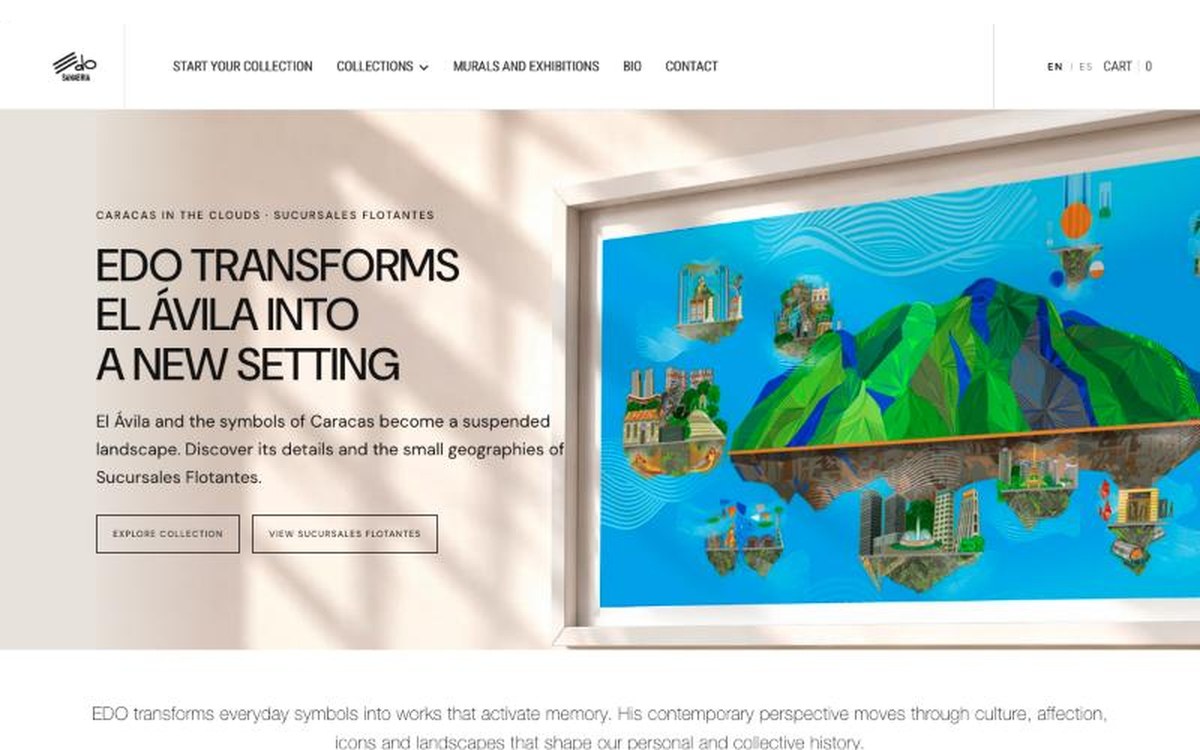 Edo
SANABRIA
START YOUR COLLECTION
COLLECTIONS
MURALS AND EXHIBITIONS
BIO
CONTACT
EN | ES
CART | 0
CARACAS IN THE CLOUDS · SUCURSALES FLOTANTES
EDO TRANSFORMS
EL ÁVILA INTO
A NEW SETTING
El Ávila and the symbols of Caracas become a suspended
landscape. Discover its details and the small geographies of
Sucursales Flotantes.
EXPLORE COLLECTION
VIEW SUCURSALES FLOTANTES
EDO transforms everyday symbols into works that activate memory. His contemporary perspective moves through culture, affection,
icons and landscapes that shape our personal and collective history.